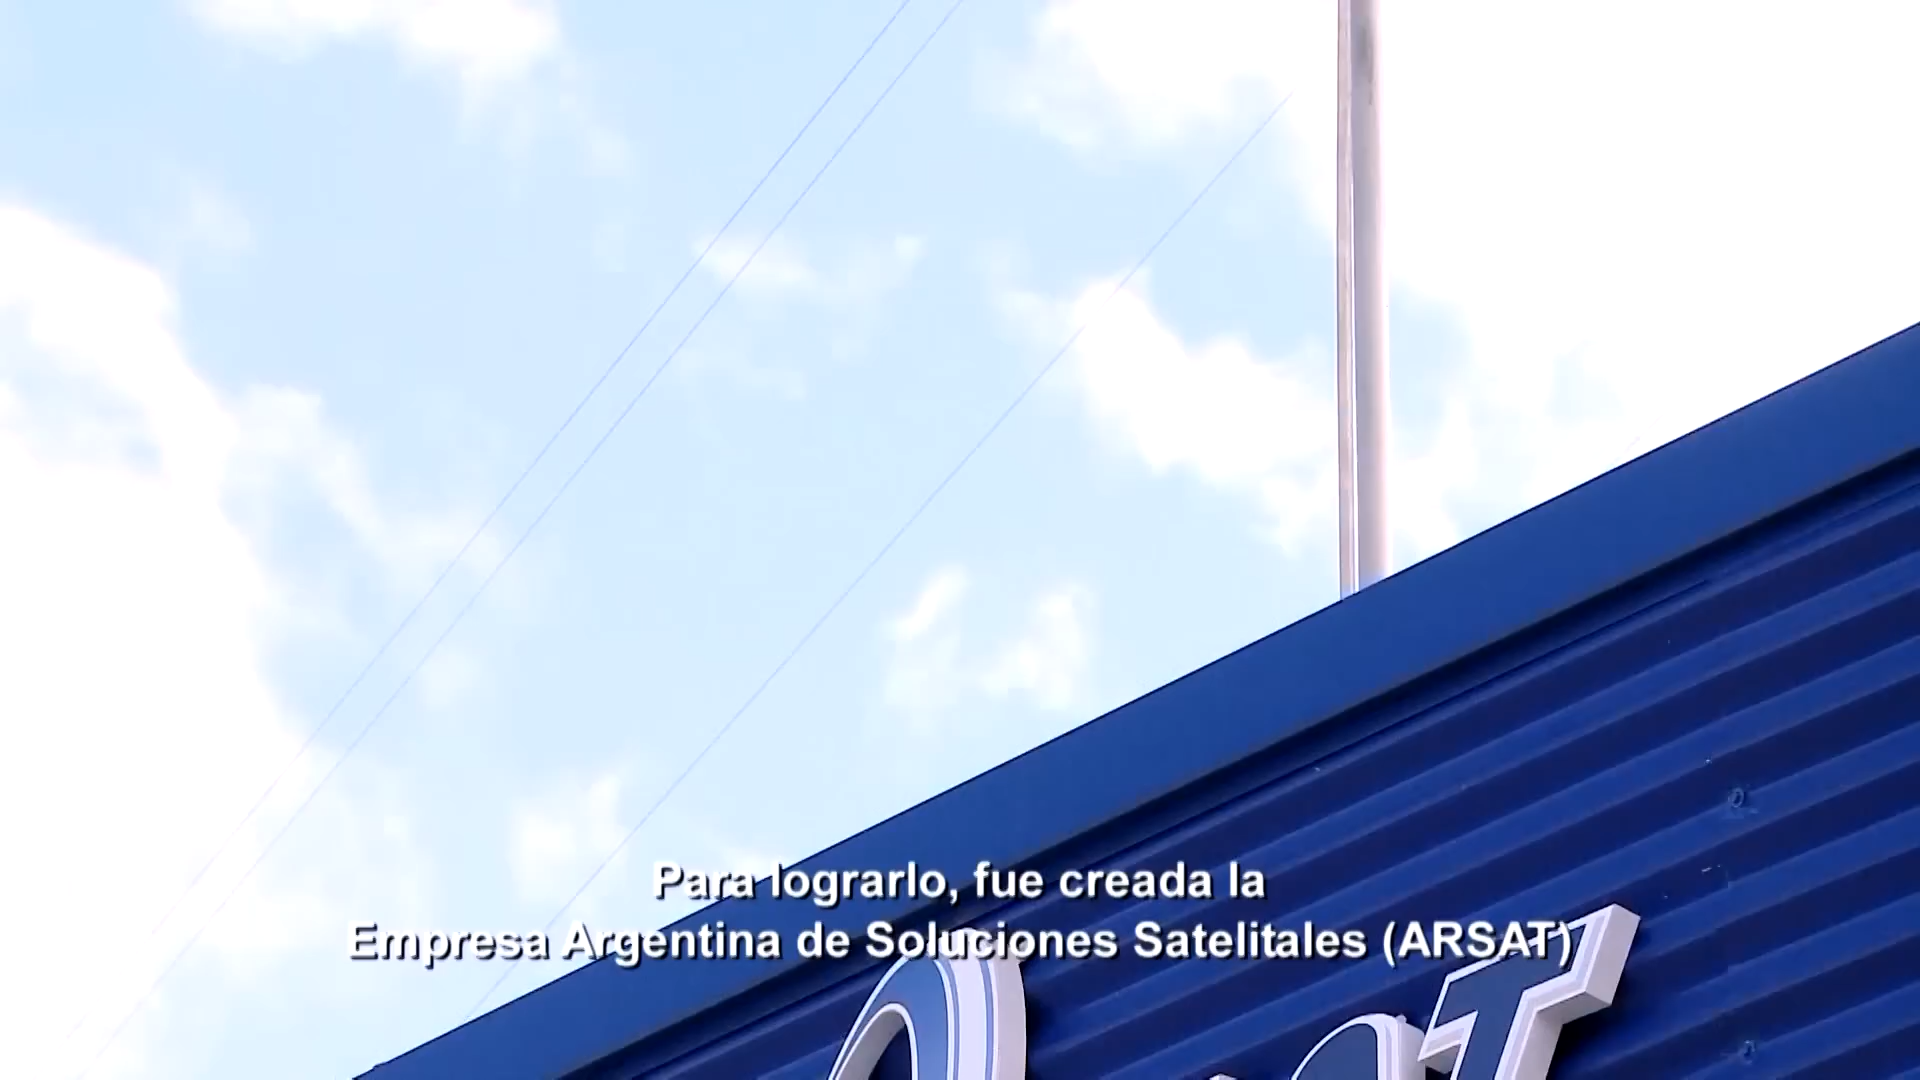 Para lograrlo, fue creada la
Empresa Argentina de Soluciones Satelitales (ARSAT)